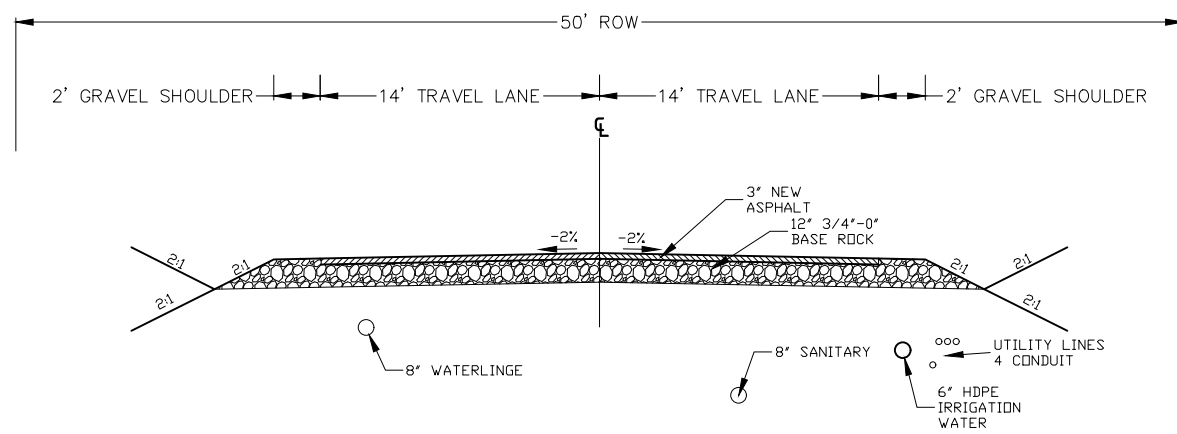 50' ROW
2' GRAVEL SHOULDER
14' TRAVEL LANE
14' TRAVEL LANE
2' GRAVEL SHOULDER
℄
3" NEW
ASPHALT
12" 3/4"-0"
BASE ROCK
-2%
-2%
2:1
2:1
2:1
2:1
2:1
2:1
8" WATERLINGE
8" SANITARY
UTILITY LINES
4 CONDUIT
6" HDPE
IRRIGATION
WATER